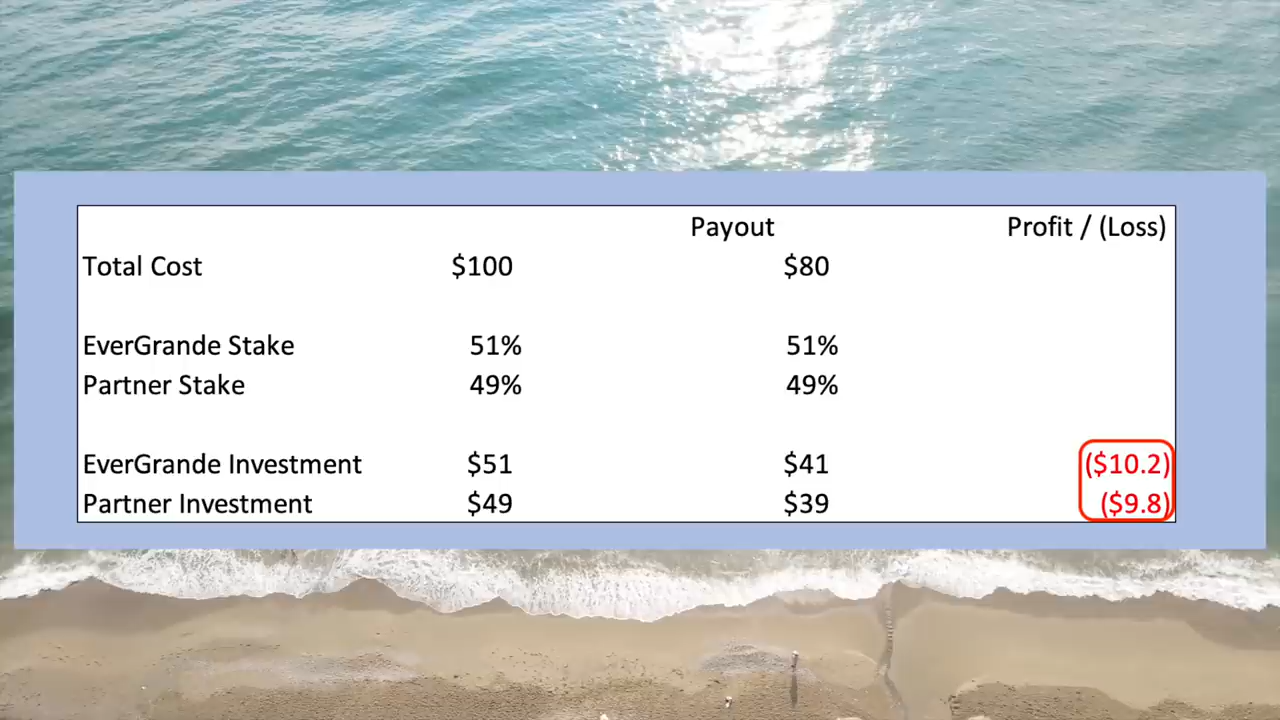 Payout Profit / (Loss)
Total Cost $100 $80
EverGrande Stake 51% 51%
Partner Stake 49% 49%
EverGrande Investment $51 $41 ($10.2)
Partner Investment $49 $39 ($9.8)